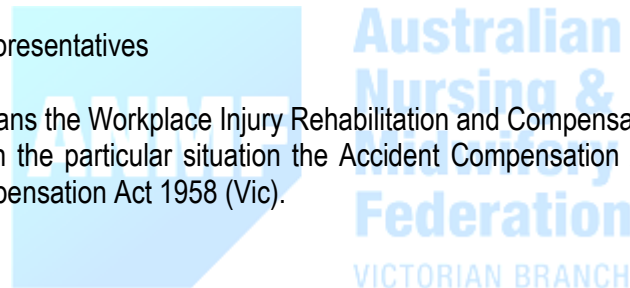 Australian
presentatives
Nursing &
ans the Workplace Injury Rehabilitation and Compensa
ANMF
n the particular situation the Accident Compensation
Midwifery
pensation Act 1958 (Vic).
Federation
VICTORIAN BRANCH